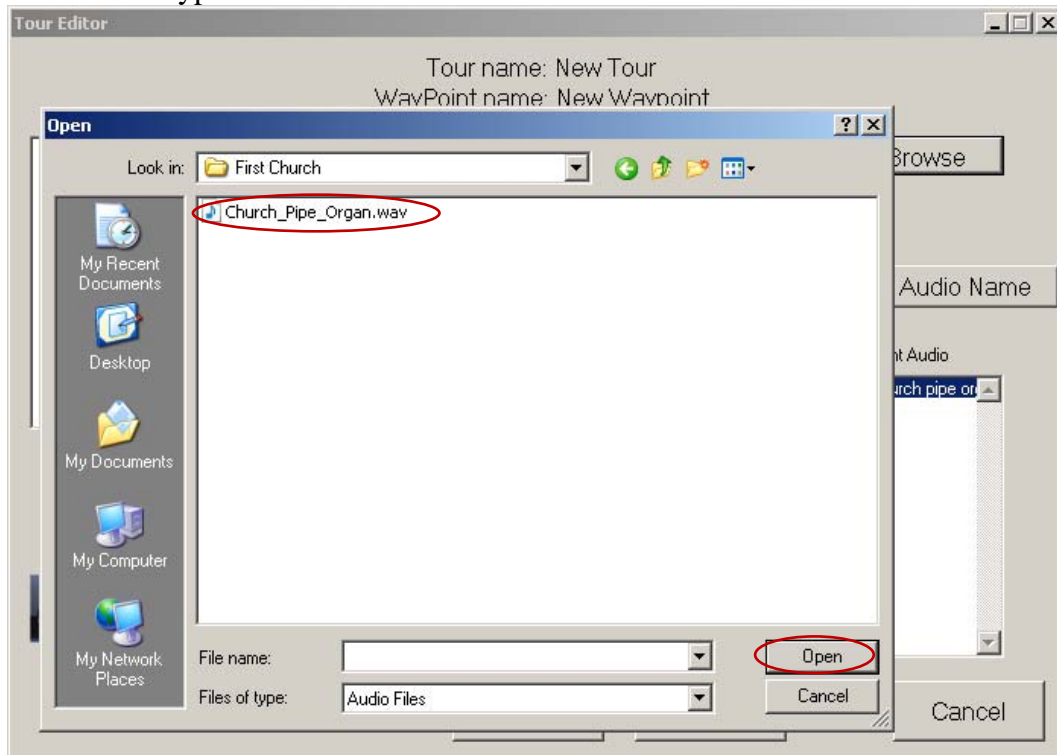 Tour Editor
Tour name: New Tour
WayPoint name: New Waypoint
Open
Look in: First Church
Browse
Church_Pipe_Organ.wav
My Recent
Documents
Audio Name
Desktop
Audio
pipe
My Documents
My Computer
My Network
Places
File name:
Open
Files of type: Audio Files
Cancel
Cancel